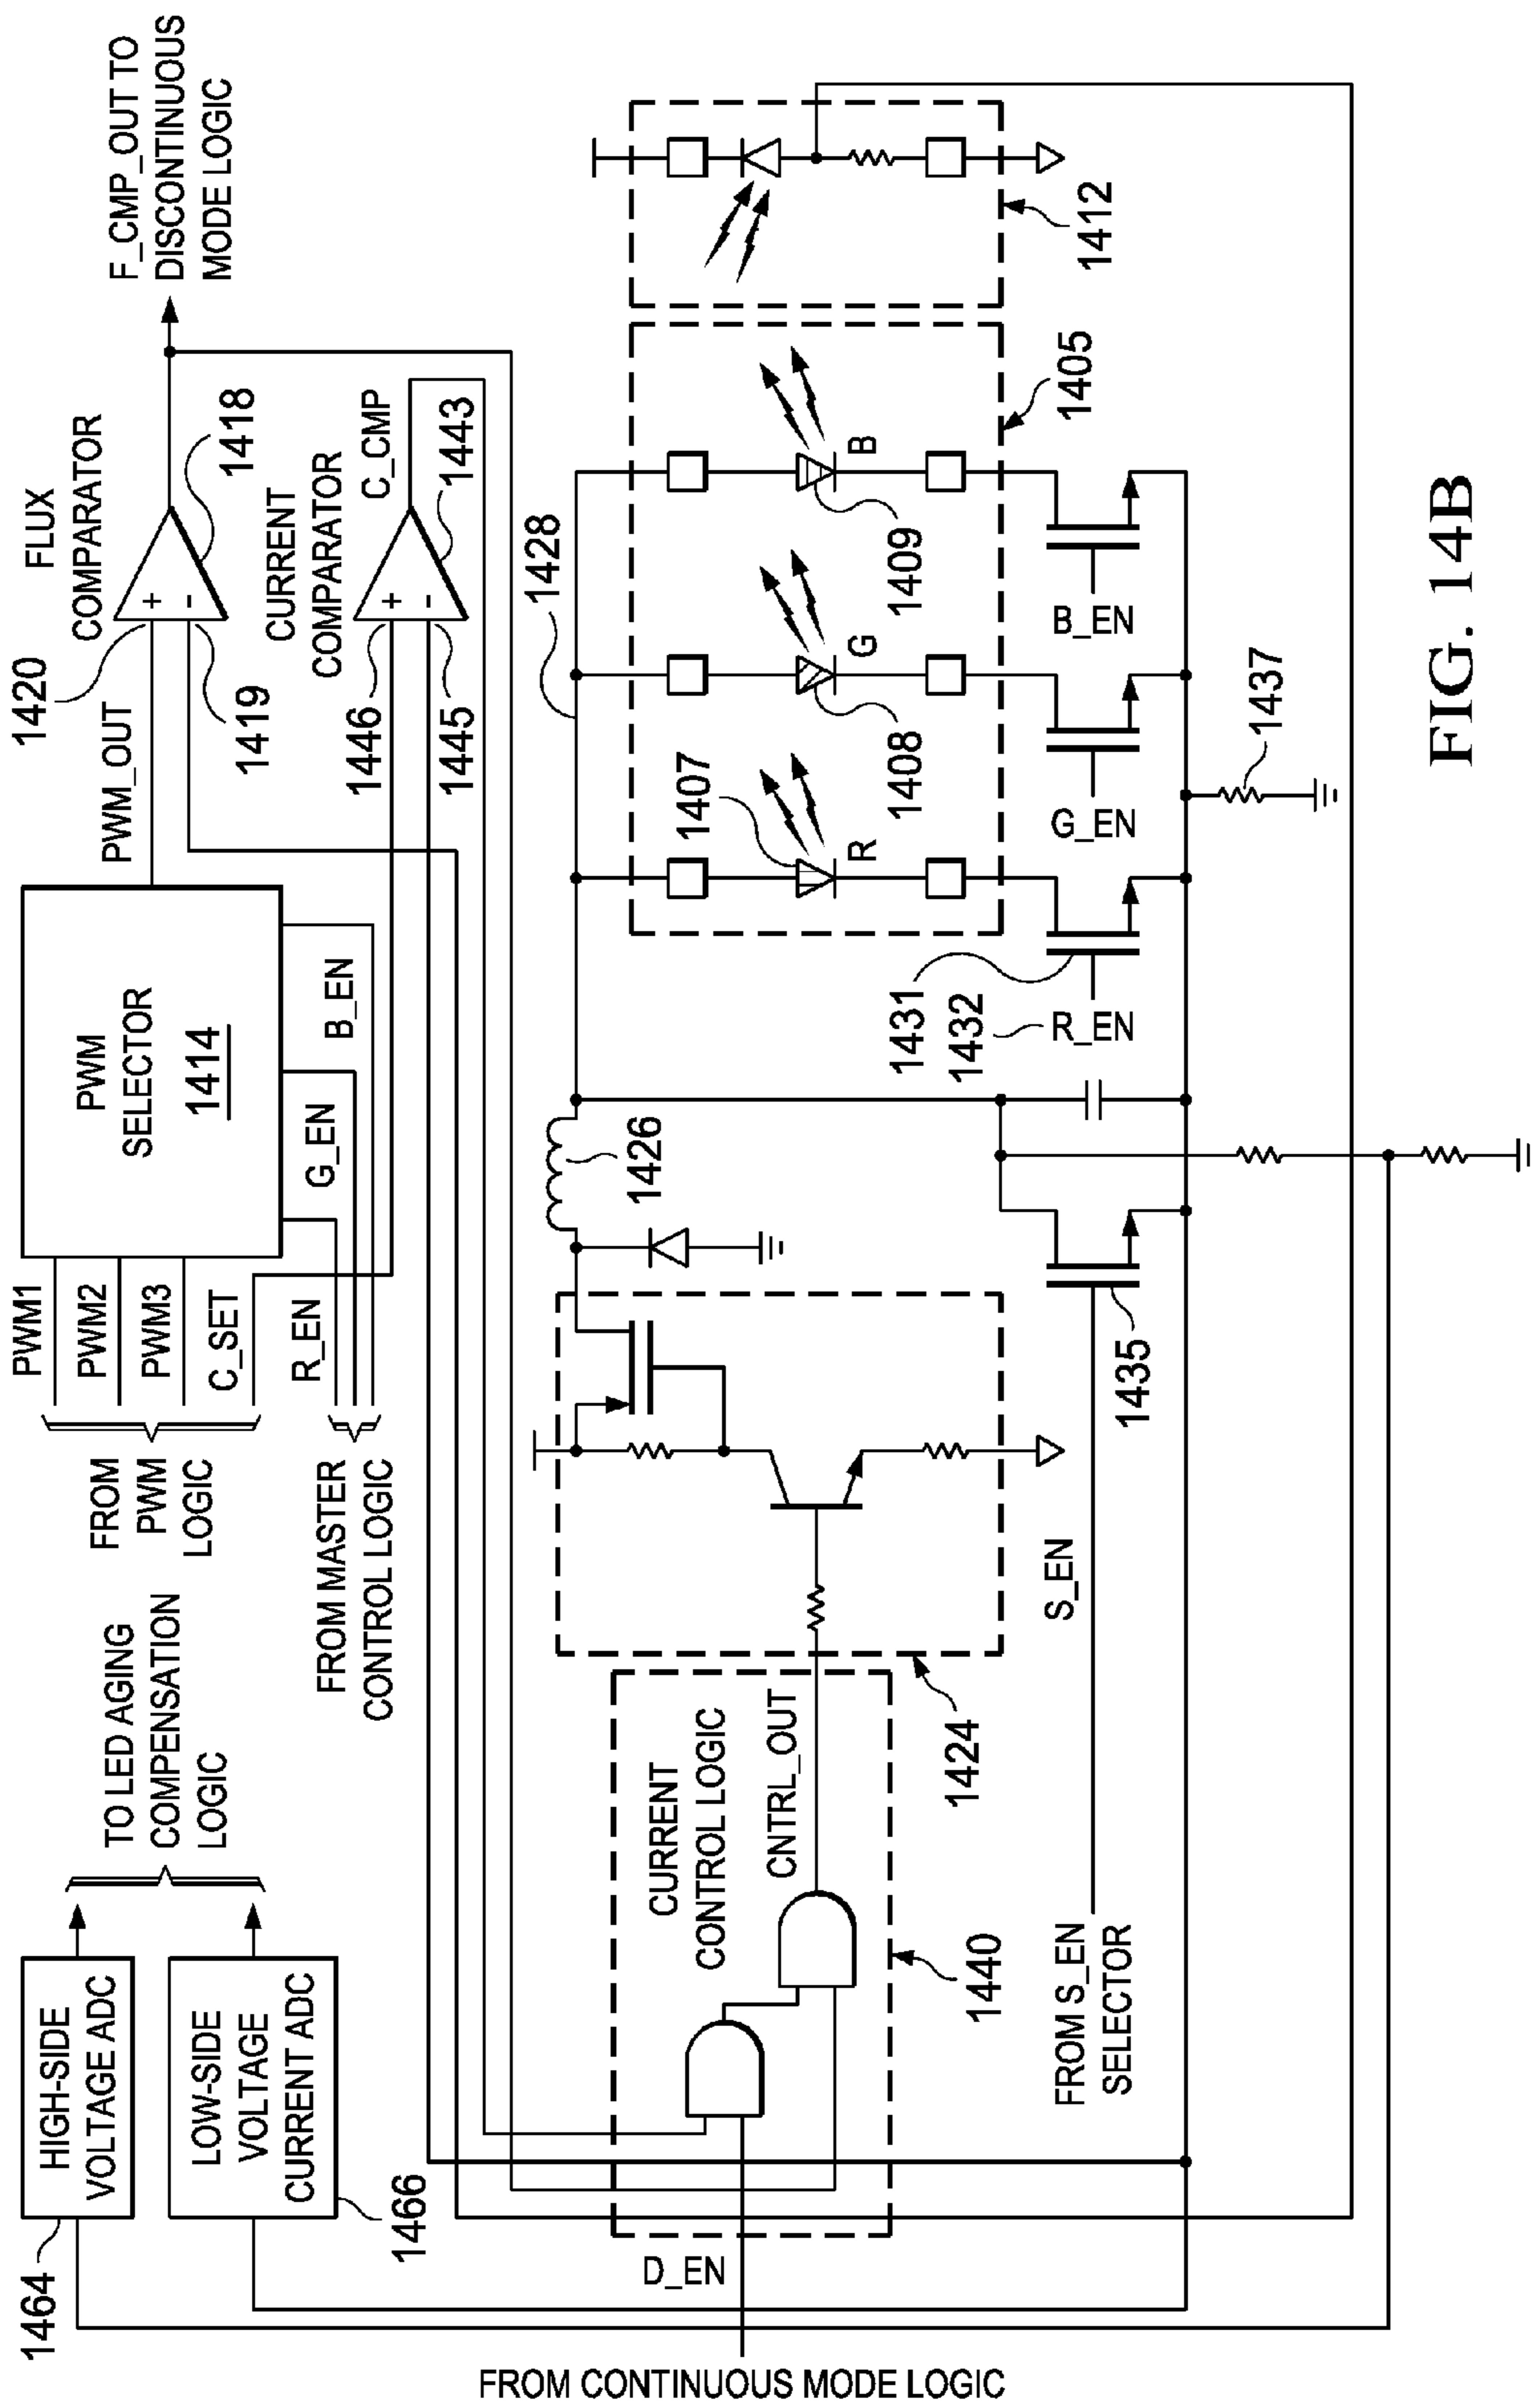 1464
HIGH-SIDE
VOLTAGE ADC
LOW-SIDE
VOLTAGE
CURRENT ADC
1466
TO LED AGING
COMPENSATION
LOGIC
FROM
PWM
LOGIC
PWM1
PWM2
PWM3
C_SET
FROM MASTER
CONTROL LOGIC
R_EN
G_EN
B_EN
PWM
SELECTOR
1414
PWM_OUT
1420
1419
FLUX
COMPARATOR
+
-
1418
F_CMP_OUT TO
DISCONTINUOUS
MODE LOGIC
CURRENT
COMPARATOR
1446
1445
+
-
C_CMP
1443
FROM CONTINUOUS MODE LOGIC
D_EN
CURRENT
CONTROL LOGIC
CNTRL_OUT
1440
1424
1426
1428
1407
R
1408
G
1409
B
1405
1412
FROM S_EN
SELECTOR
S_EN
1435
1431
1432
R_EN
G_EN
B_EN
1437
FIG. 14B